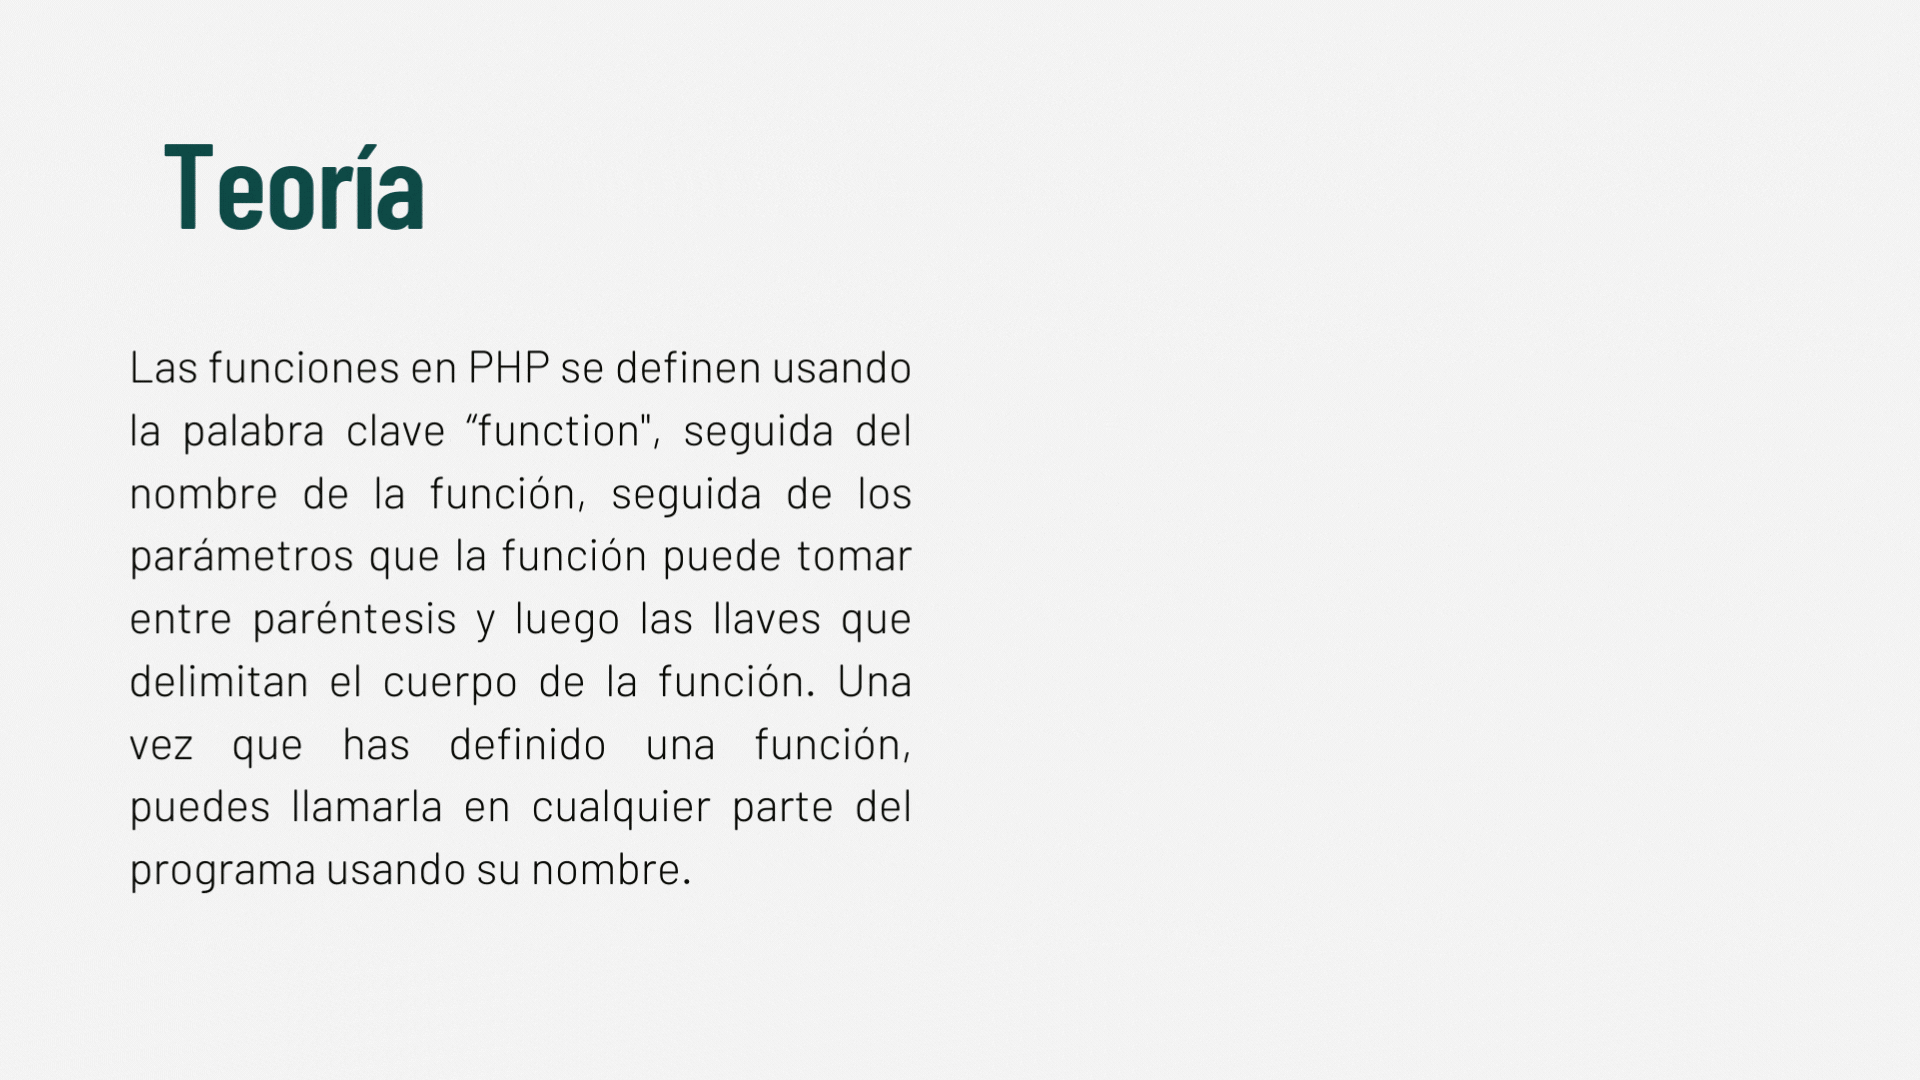 Teoría
Las funciones en PHP se definen usando
la palabra clave “function", seguida del
nombre de la función, seguida de los
parámetros que la función puede tomar
entre paréntesis y luego las llaves que
delimitan el cuerpo de la función. Una
vez que has definido una función,
puedes llamarla en cualquier parte del
programa usando su nombre.